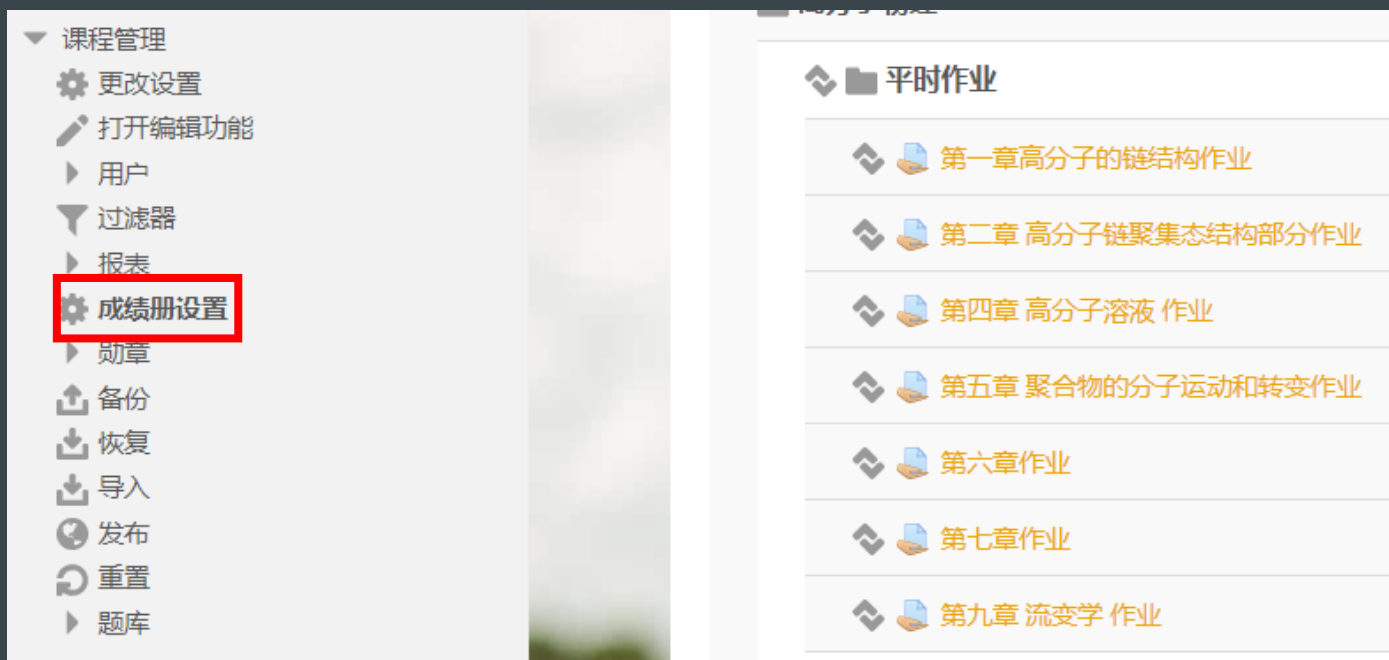 课程管理
更改设置
打开编辑功能
用户
过滤器
报表
成绩册设置
勋章
备份
恢复
导入
发布
重置
题库
平时作业
第一章高分子的链结构作业
第二章 高分子链聚集态结构部分作业
第四章 高分子溶液 作业
第五章 聚合物的分子运动和转变作业
第六章作业
第七章作业
第九章 流变学 作业